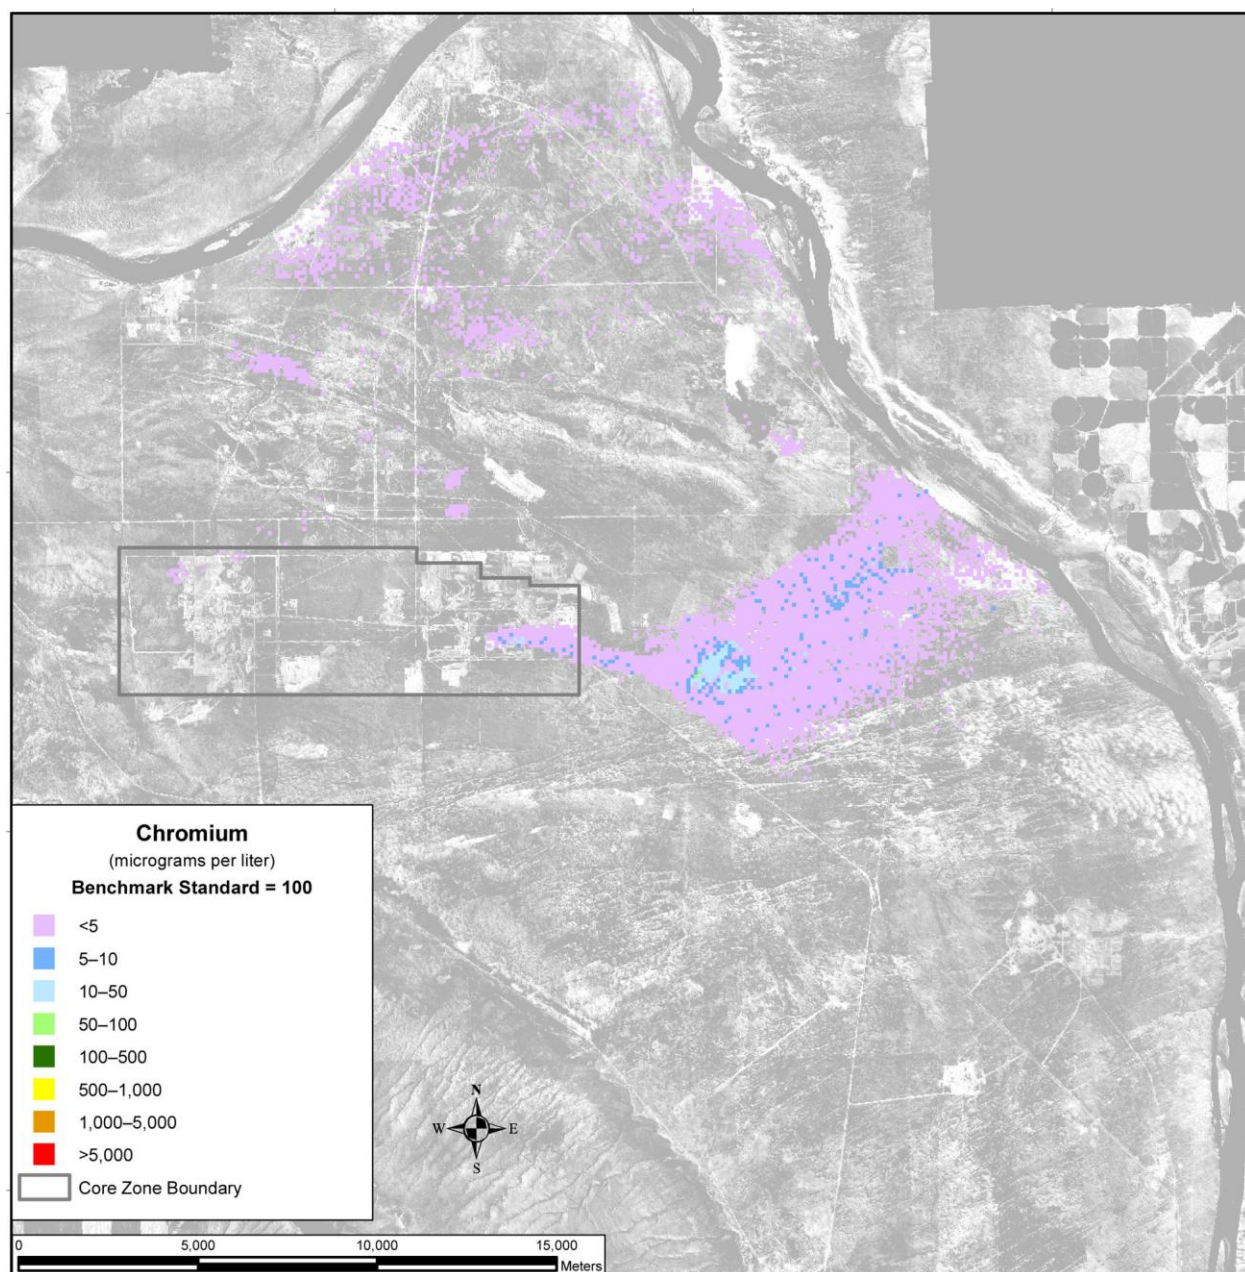 N
W
E
S
Chromium
(micrograms per liter)
Benchmark Standard = 100
<5
5–10
10–50
50–100
100–500
500–1,000
1,000–5,000
>5,000
Core Zone Boundary
0 5,000 10,000 15,000
Meters